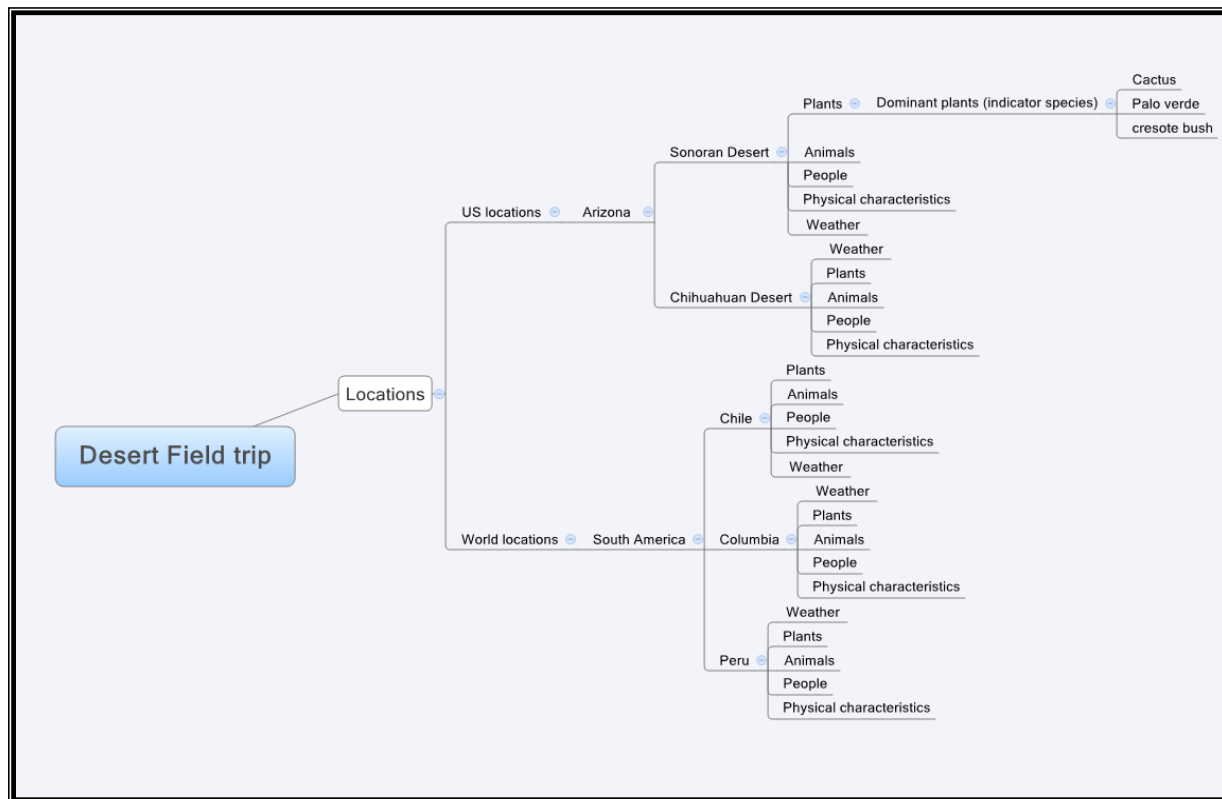 Desert Field trip
Locations
US locations
Arizona
Sonoran Desert
Plants
Dominant plants (indicator species)
Cactus
Palo verde
cresote bush
Animals
People
Physical characteristics
Weather
Chihuahuan Desert
Weather
Plants
Animals
People
Physical characteristics
World locations
South America
Chile
Plants
Animals
People
Physical characteristics
Weather
Columbia
Weather
Plants
Animals
People
Physical characteristics
Peru
Weather
Plants
Animals
People
Physical characteristics